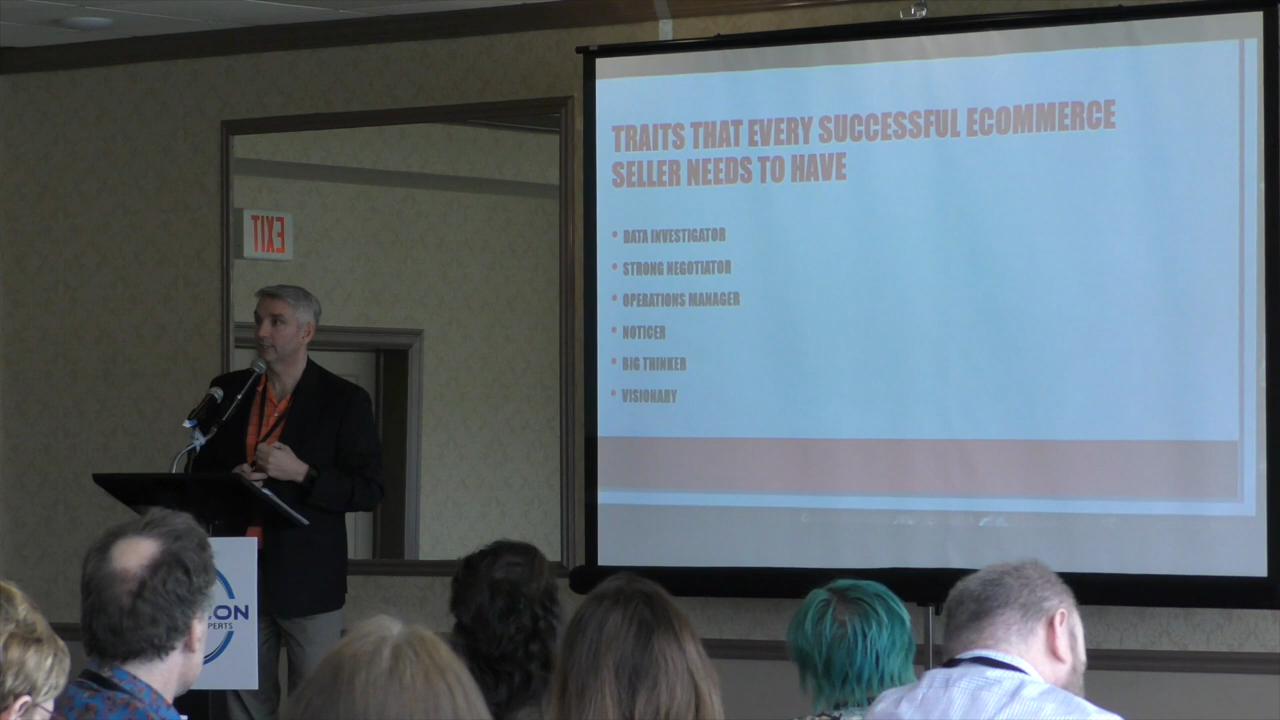 TRAITS THAT EVERY SUCCESSFUL ECOMMERCE
SELLER NEEDS TO HAVE
• DATA INVESTIGATOR
• STRONG NEGOTIATOR
• OPERATIONS MANAGER
• NOTICER
• BIG THINKER
• VISIONARY
EXIT